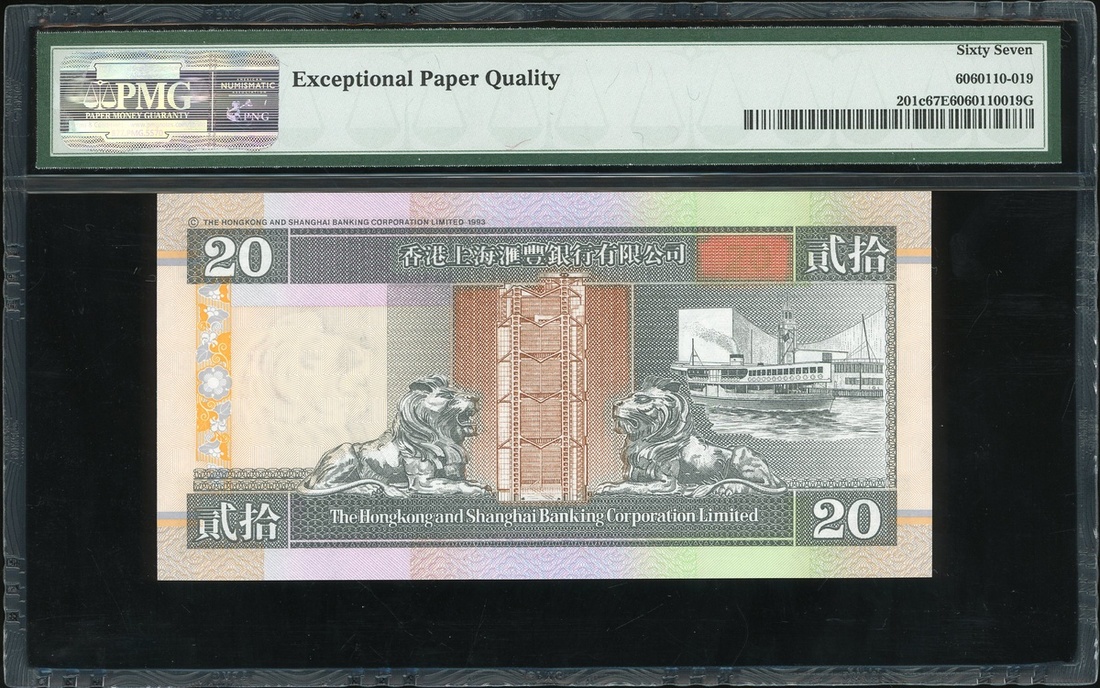 PMG
PAPER MONEY GUARANTY
NUMISMATIC
PNG
Exceptional Paper Quality
Sixty Seven
6060110-019
201c67E6060110019G
© THE HONGKONG AND SHANGHAI BANKING CORPORATION LIMITED 1993
20
香港上海滙豐銀行有限公司
貳拾
貳拾
The Hongkong and Shanghai Banking Corporation Limited
20